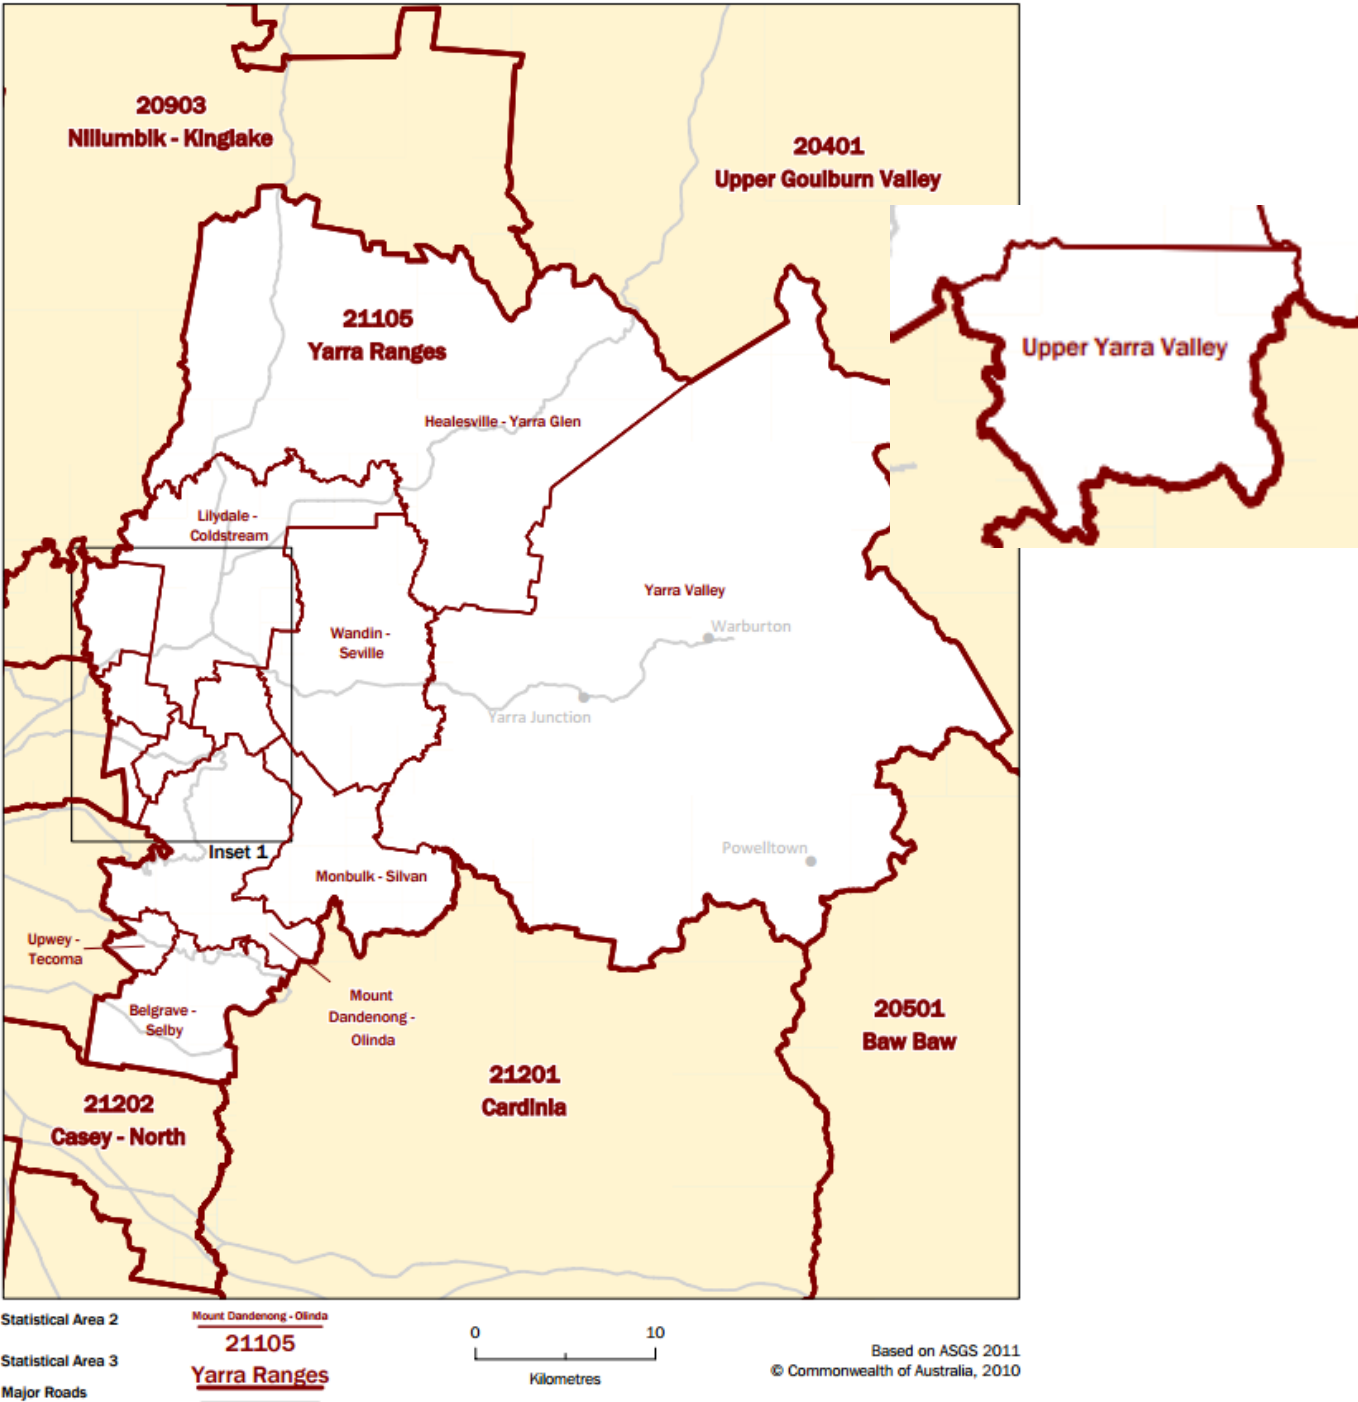 20903
Nillumbik - Kinglake
20401
Upper Goulburn Valley
21105
Yarra Ranges
Upper Yarra Valley
Healesville - Yarra Glen
Lilydale -
Coldstream
Yarra Valley
Warburton
Wandin -
Seville
Yarra Junction
Inset 1
Powelltown
Monbulk - Silvan
Upwey -
Tecoma
Mount
Dandenong -
Olinda
Belgrave -
Selby
20501
Baw Baw
21201
Cardinia
21202
Casey - North
Statistical Area 2
Mount Dandenong - Olinda
21105
Statistical Area 3
Yarra Ranges
Major Roads
0 10
Kilometres
Based on ASGS 2011
© Commonwealth of Australia, 2010